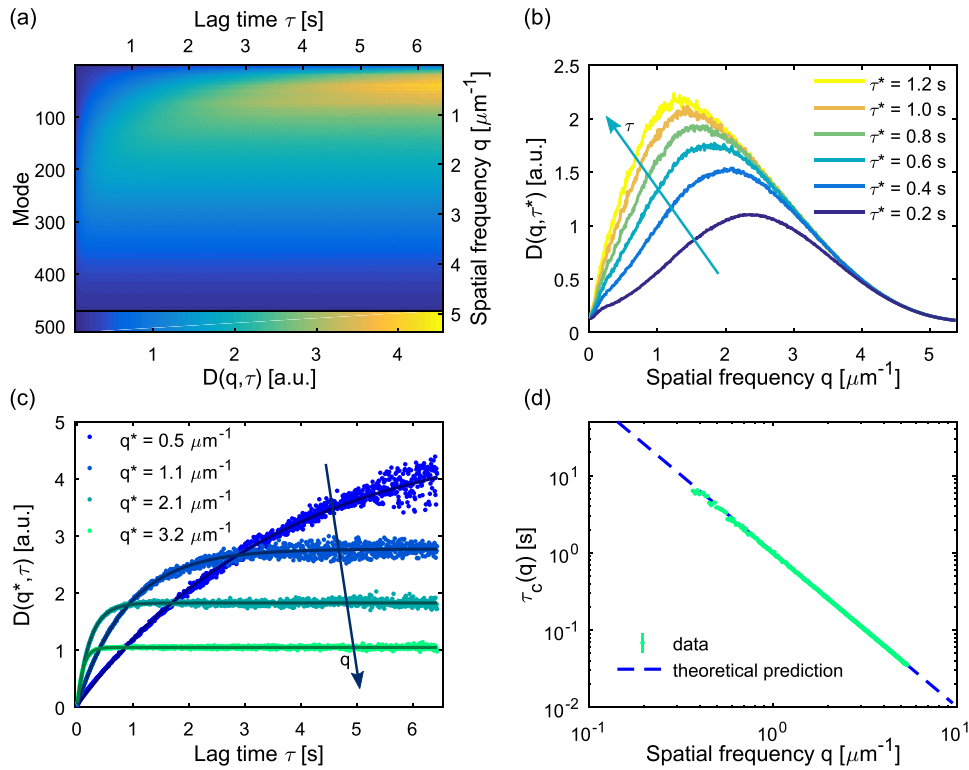 (a)
Lag time τ [s]
1 2 3 4 5 6
Mode
100
200
300
400
500
Spatial frequency q [μm⁻¹]
1
2
3
4
5
1 2 3 4
D(q,τ) [a.u.]
(b)
D(q,τ*) [a.u.]
2.5
2
1.5
1
0.5
0
τ
τ* = 1.2 s
τ* = 1.0 s
τ* = 0.8 s
τ* = 0.6 s
τ* = 0.4 s
τ* = 0.2 s
0 1 2 3 4 5
Spatial frequency q [μm⁻¹]
(c)
D(q*,τ) [a.u.]
5
4
3
2
1
0
q* = 0.5 μm⁻¹
q* = 1.1 μm⁻¹
q* = 2.1 μm⁻¹
q* = 3.2 μm⁻¹
q
0 1 2 3 4 5 6
Lag time τ [s]
(d)
τc(q) [s]
10¹
10⁰
10⁻¹
10⁻²
data
theoretical prediction
10⁻¹ 10⁰ 10¹
Spatial frequency q [μm⁻¹]